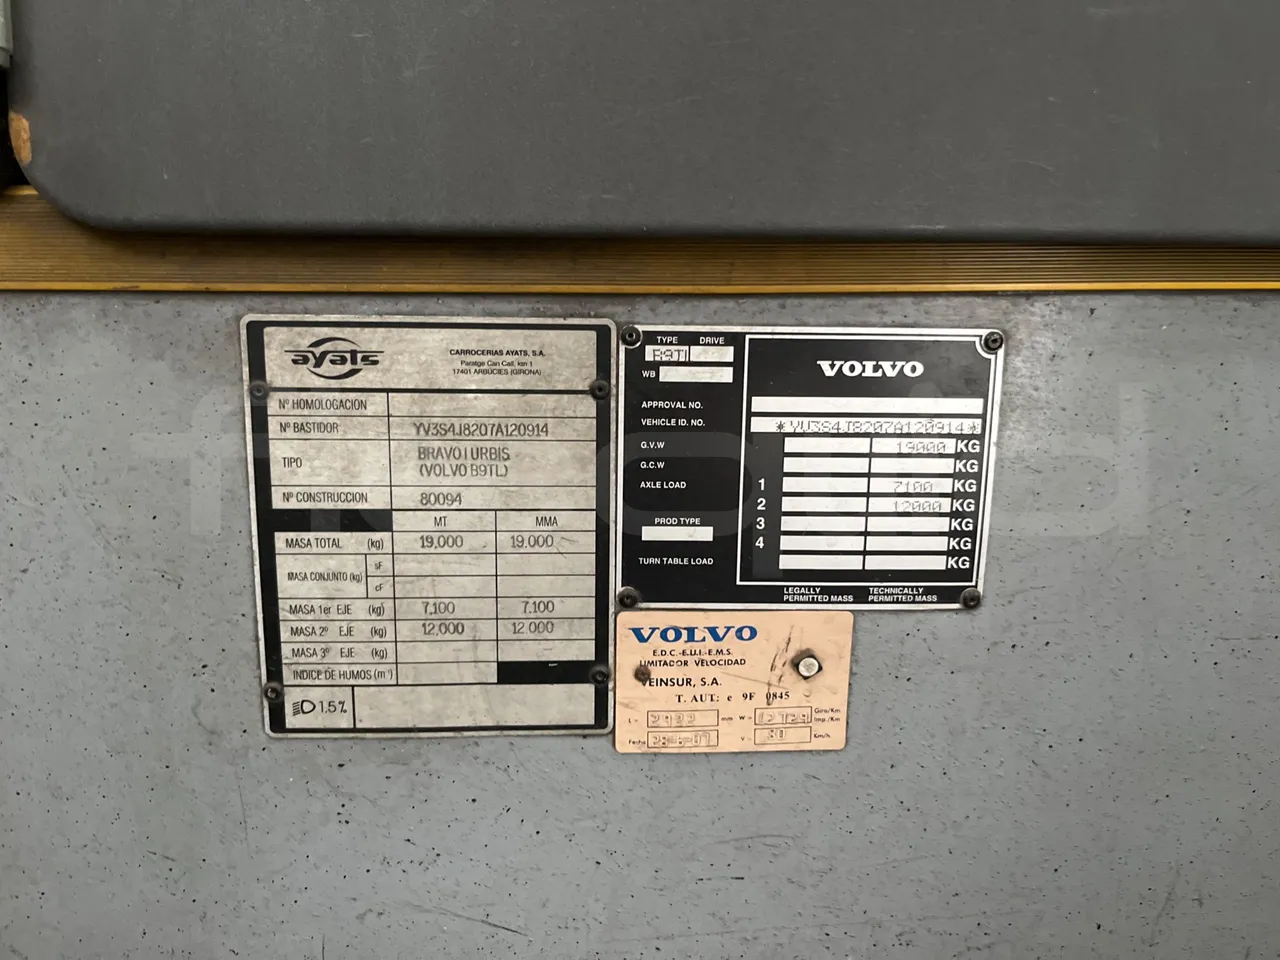 ayats
CARROCERIAS AYATS, S.A.
Paratge Can Call, km 1
17401 ARBUCIES (GIRONA)
Nº HOMOLOGACION
Nº BASTIDOR YV3S4J8207A120914
TIPO BRAVO I URBIS
(VOLVO B9TL)
Nº CONSTRUCCION 80094
MT MMA
MASA TOTAL (kg) 19,000 19.000
MASA CONJUNTO (kg) sF
cF
MASA 1er EJE (kg) 7,100 7.100
MASA 2º EJE (kg) 12,000 12 000
MASA 3º EJE (kg)
INDICE DE HUMOS (m⁻¹)
1.5%
TYPE DRIVE
B9TL
WB
VOLVO
APPROVAL NO.
VEHICLE ID. NO. *YV3S4J8207A120914*
G.V.W 19000 KG
G.C.W KG
AXLE LOAD 1 7100 KG
2 12000 KG
PROD TYPE 3 KG
4 KG
TURN TABLE LOAD KG
LEGALLY PERMITTED MASS
TECHNICALLY PERMITTED MASS
VOLVO
E.D.C.-E.U.I.-E.M.S.
LIMITADOR VELOCIDAD
VEINSUR, S.A.
T. AUT: e 9F 0845
L= mm W= Giro/Km
Imp./Km
Fecha V= 80 Km/h